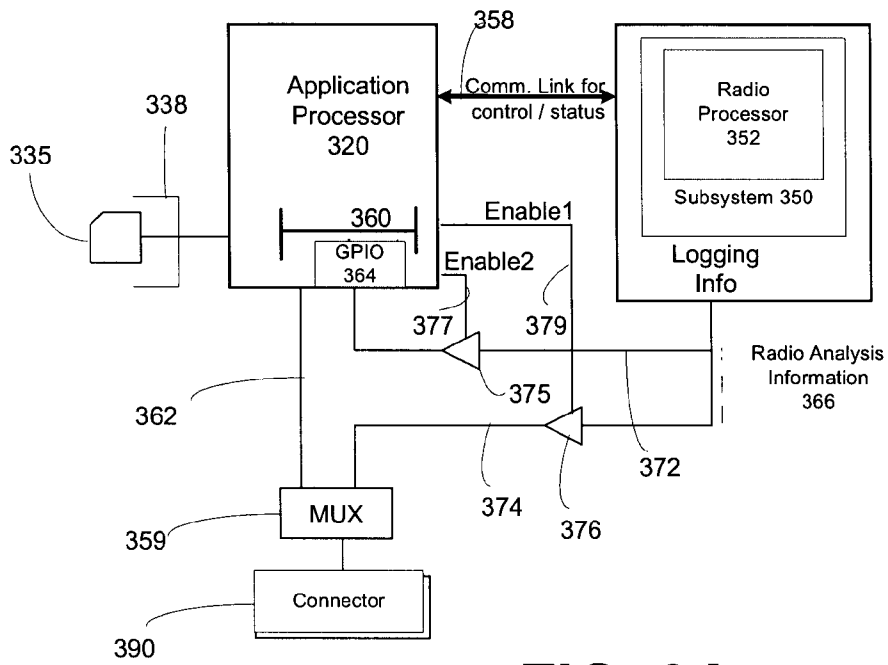 358
Application
Processor
320
Comm. Link for
control / status
Radio
Processor
352
Subsystem 350
338
335
360
GPIO
364
Enable1
Enable2
Logging
Info
377
379
375
Radio Analysis
Information
366
362
372
374
376
MUX
359
Connector
390